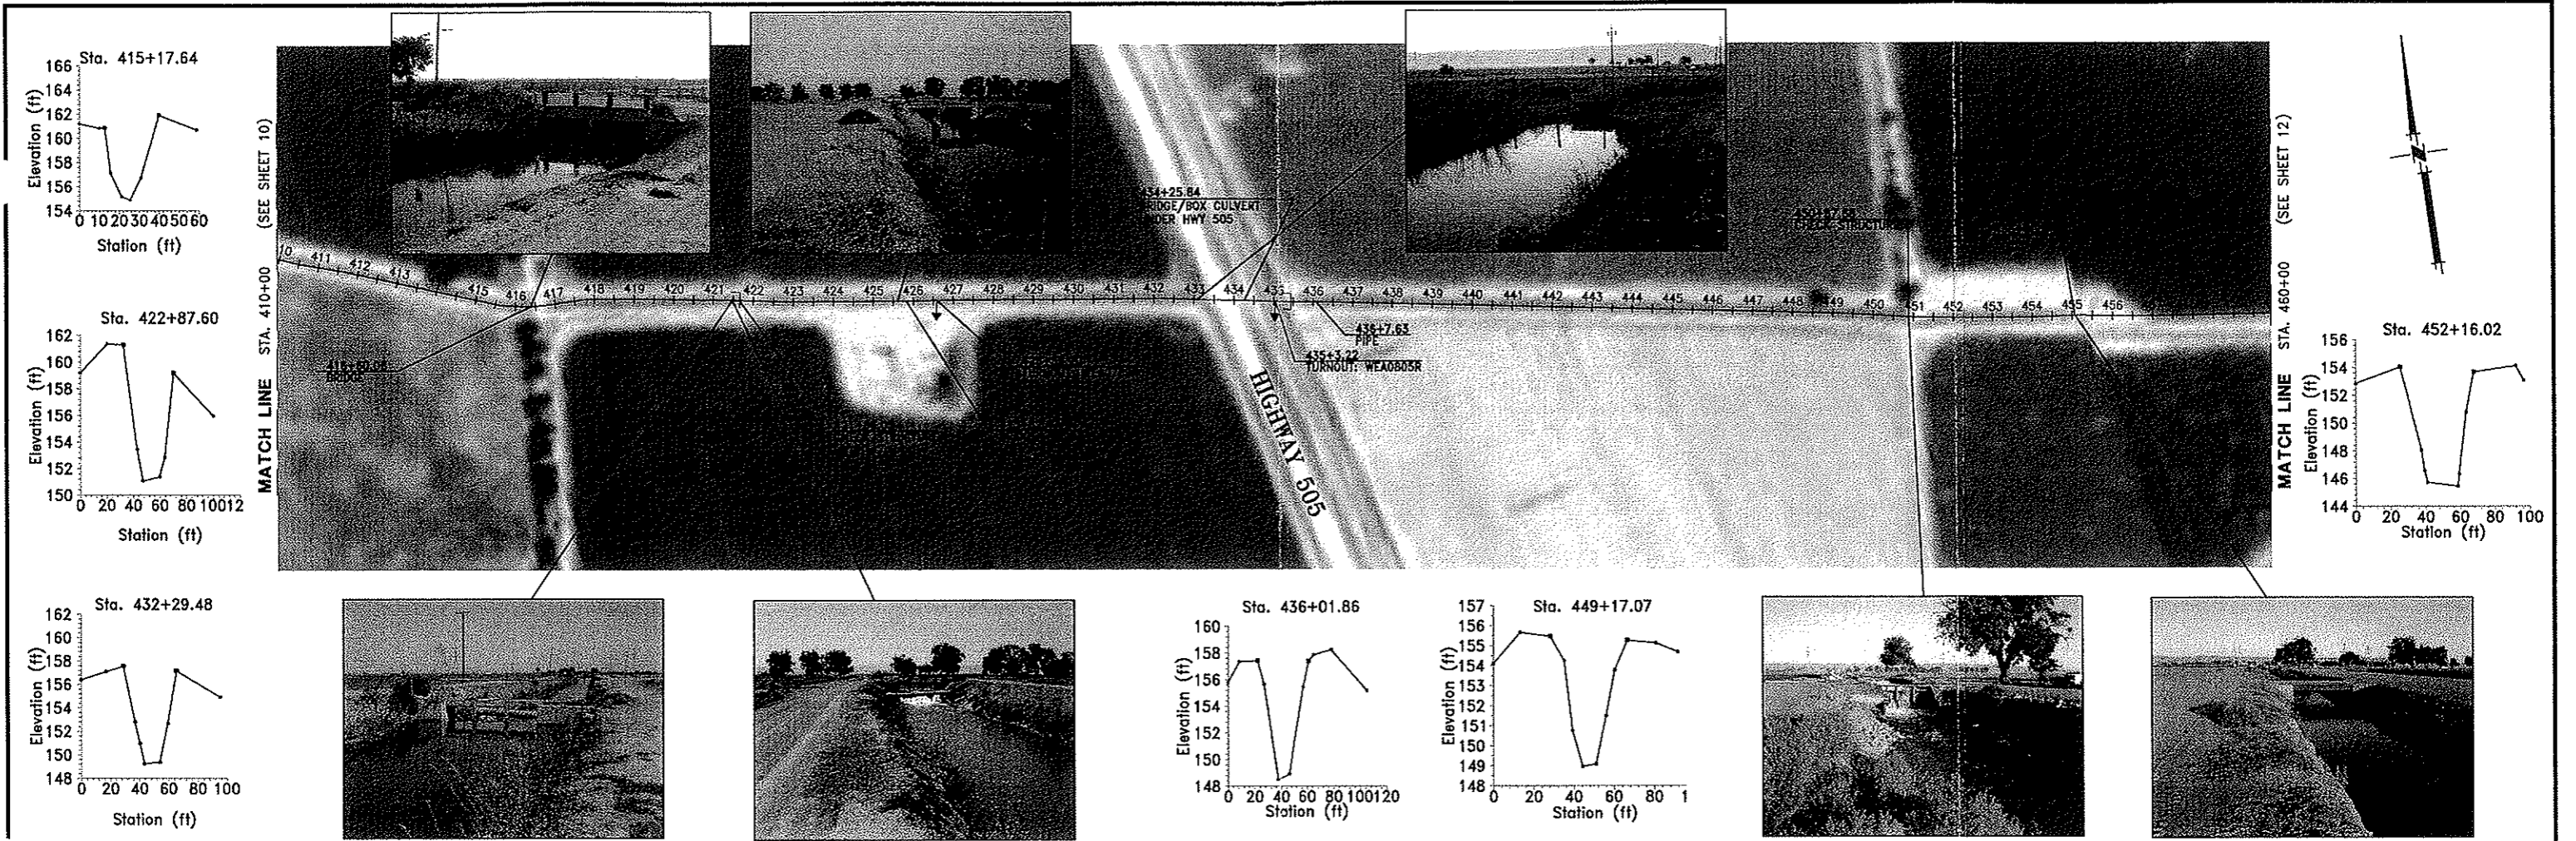 Sta. 415+17.64
166
164
162
160
158
156
154
Elevation (ft)
0 10 20 30 40 50 60
Station (ft)
Sta. 422+87.60
162
160
158
156
154
152
150
Elevation (ft)
0 20 40 60 80 100 12
Station (ft)
Sta. 432+29.48
162
160
158
156
154
152
150
148
Elevation (ft)
0 20 40 60 80 100
Station (ft)
MATCH LINE STA. 410+00 (SEE SHEET 10)
10 411 412 413 415 416 417 418 419 420 421 422 423 424 425 426 427 428 429 430 431 432 433 434 435 436 437 438 439 440 441 442 443 444 445 446 447 448 449 450 451 452 453 454 455 456
BRIDGE
434+25.84
BRIDGE/BOX CULVERT
UNDER HWY 505
436+7.63
PIPE
435+3.22
TURNOUT: WEA0805R
HIGHWAY 505
CHECK STRUCTURE
MATCH LINE STA. 460+00 (SEE SHEET 12)
Sta. 436+01.86
160
158
156
154
152
150
148
Elevation (ft)
0 20 40 60 80 100 120
Station (ft)
Sta. 449+17.07
157
156
155
154
153
152
151
150
149
148
Elevation (ft)
0 20 40 60 80 1
Station (ft)
Sta. 452+16.02
156
154
152
150
148
146
144
Elevation (ft)
0 20 40 60 80 100
Station (ft)